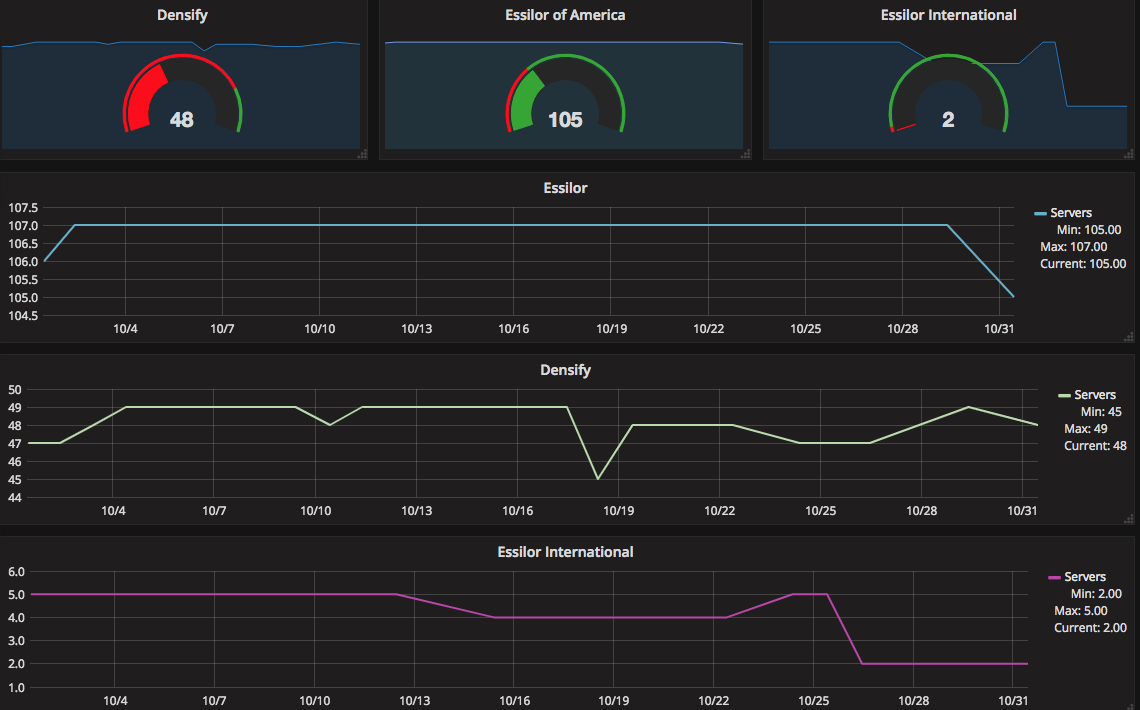 Densify
48
Essilor of America
105
Essilor International
2
Essilor
107.5
107.0
106.5
106.0
105.5
105.0
104.5
10/4 10/7 10/10 10/13 10/16 10/19 10/22 10/25 10/28 10/31
Servers
Min: 105.00
Max: 107.00
Current: 105.00
Densify
50
49
48
47
46
45
44
10/4 10/7 10/10 10/13 10/16 10/19 10/22 10/25 10/28 10/31
Servers
Min: 45
Max: 49
Current: 48
Essilor International
6.0
5.0
4.0
3.0
2.0
1.0
10/4 10/7 10/10 10/13 10/16 10/19 10/22 10/25 10/28 10/31
Servers
Min: 2.00
Max: 5.00
Current: 2.00